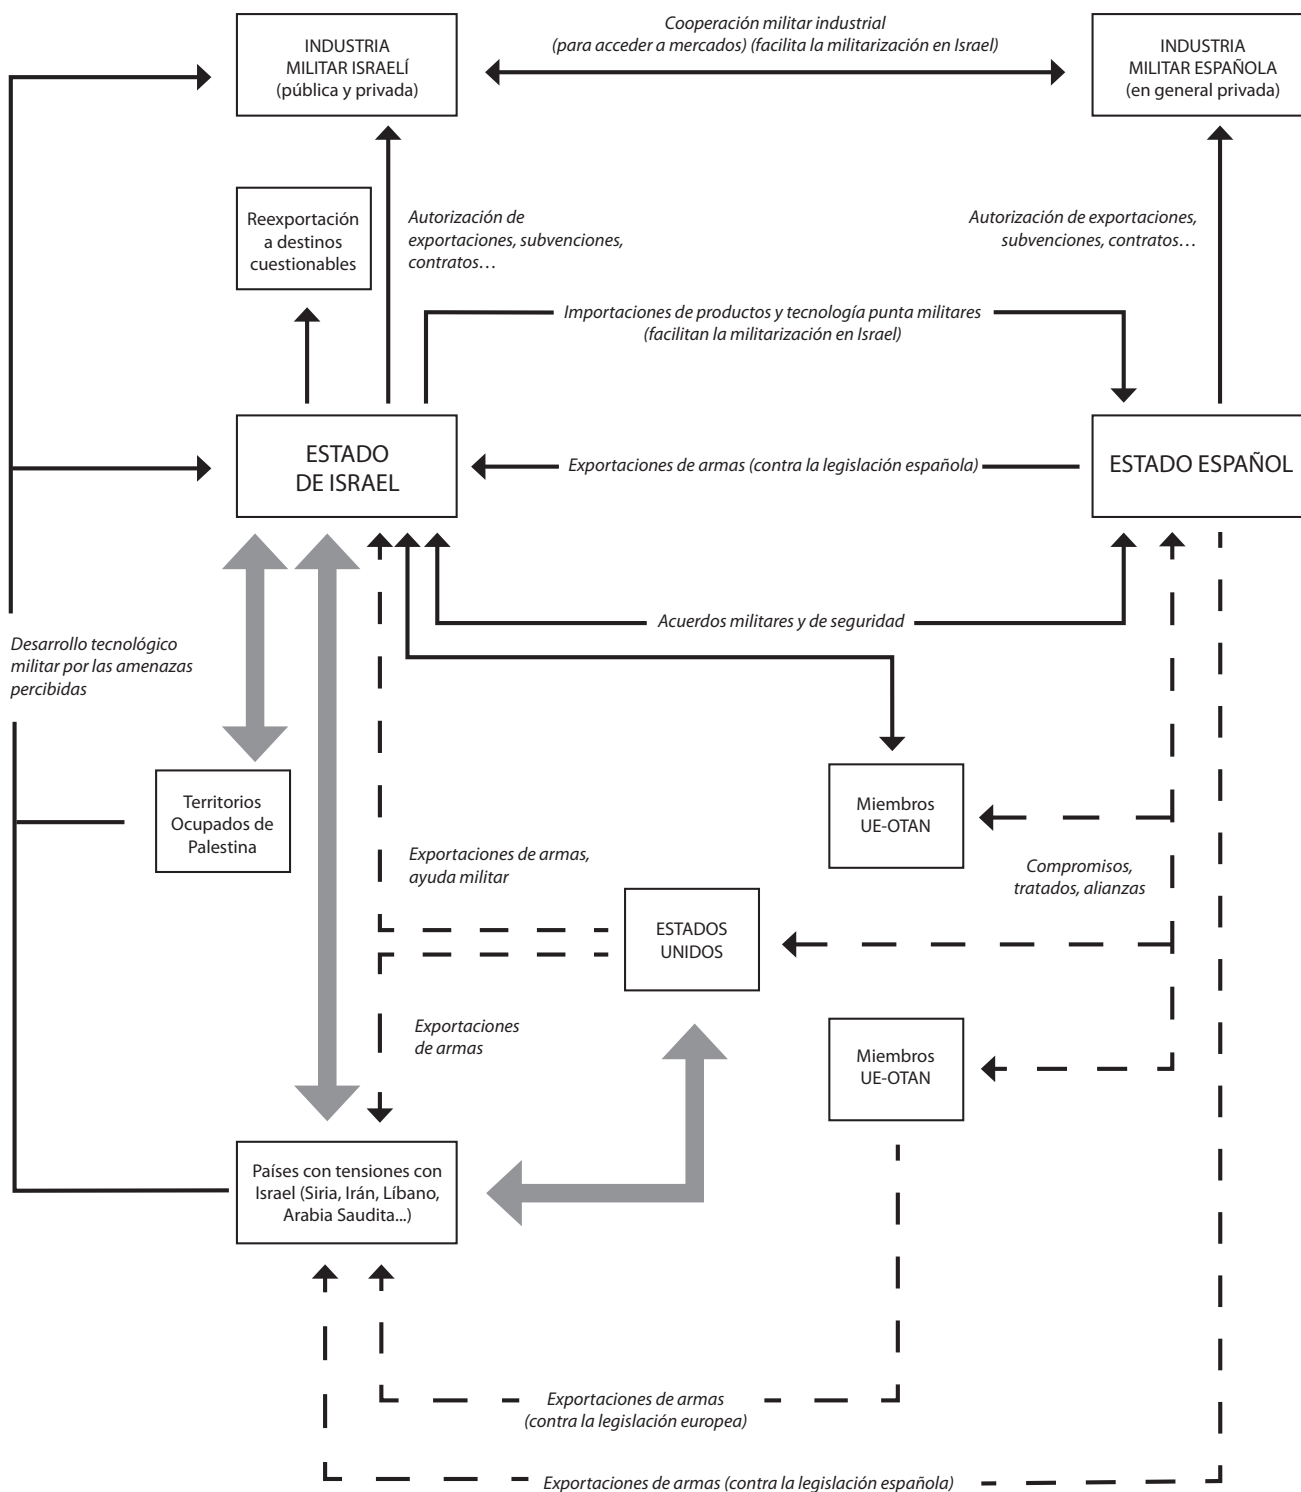 Cooperación militar industrial
(para acceder a mercados) (facilita la militarización en Israel)
INDUSTRIA
MILITAR ISRAELÍ
(pública y privada)
INDUSTRIA
MILITAR ESPAÑOLA
(en general privada)
Reexportación
a destinos
cuestionables
Autorización de
exportaciones, subvenciones,
contratos…
Autorización de exportaciones,
subvenciones, contratos…
Importaciones de productos y tecnología punta militares
(facilitan la militarización en Israel)
ESTADO
DE ISRAEL
Exportaciones de armas (contra la legislación española)
ESTADO ESPAÑOL
Acuerdos militares y de seguridad
Desarrollo tecnológico
militar por las amenazas
percibidas
Territorios
Ocupados de
Palestina
Miembros
UE-OTAN
Exportaciones de armas,
ayuda militar
Compromisos,
tratados, alianzas
ESTADOS
UNIDOS
Exportaciones
de armas
Miembros
UE-OTAN
Países con tensiones con
Israel (Siria, Irán, Líbano,
Arabia Saudita...)
Exportaciones de armas
(contra la legislación europea)
Exportaciones de armas (contra la legislación española)